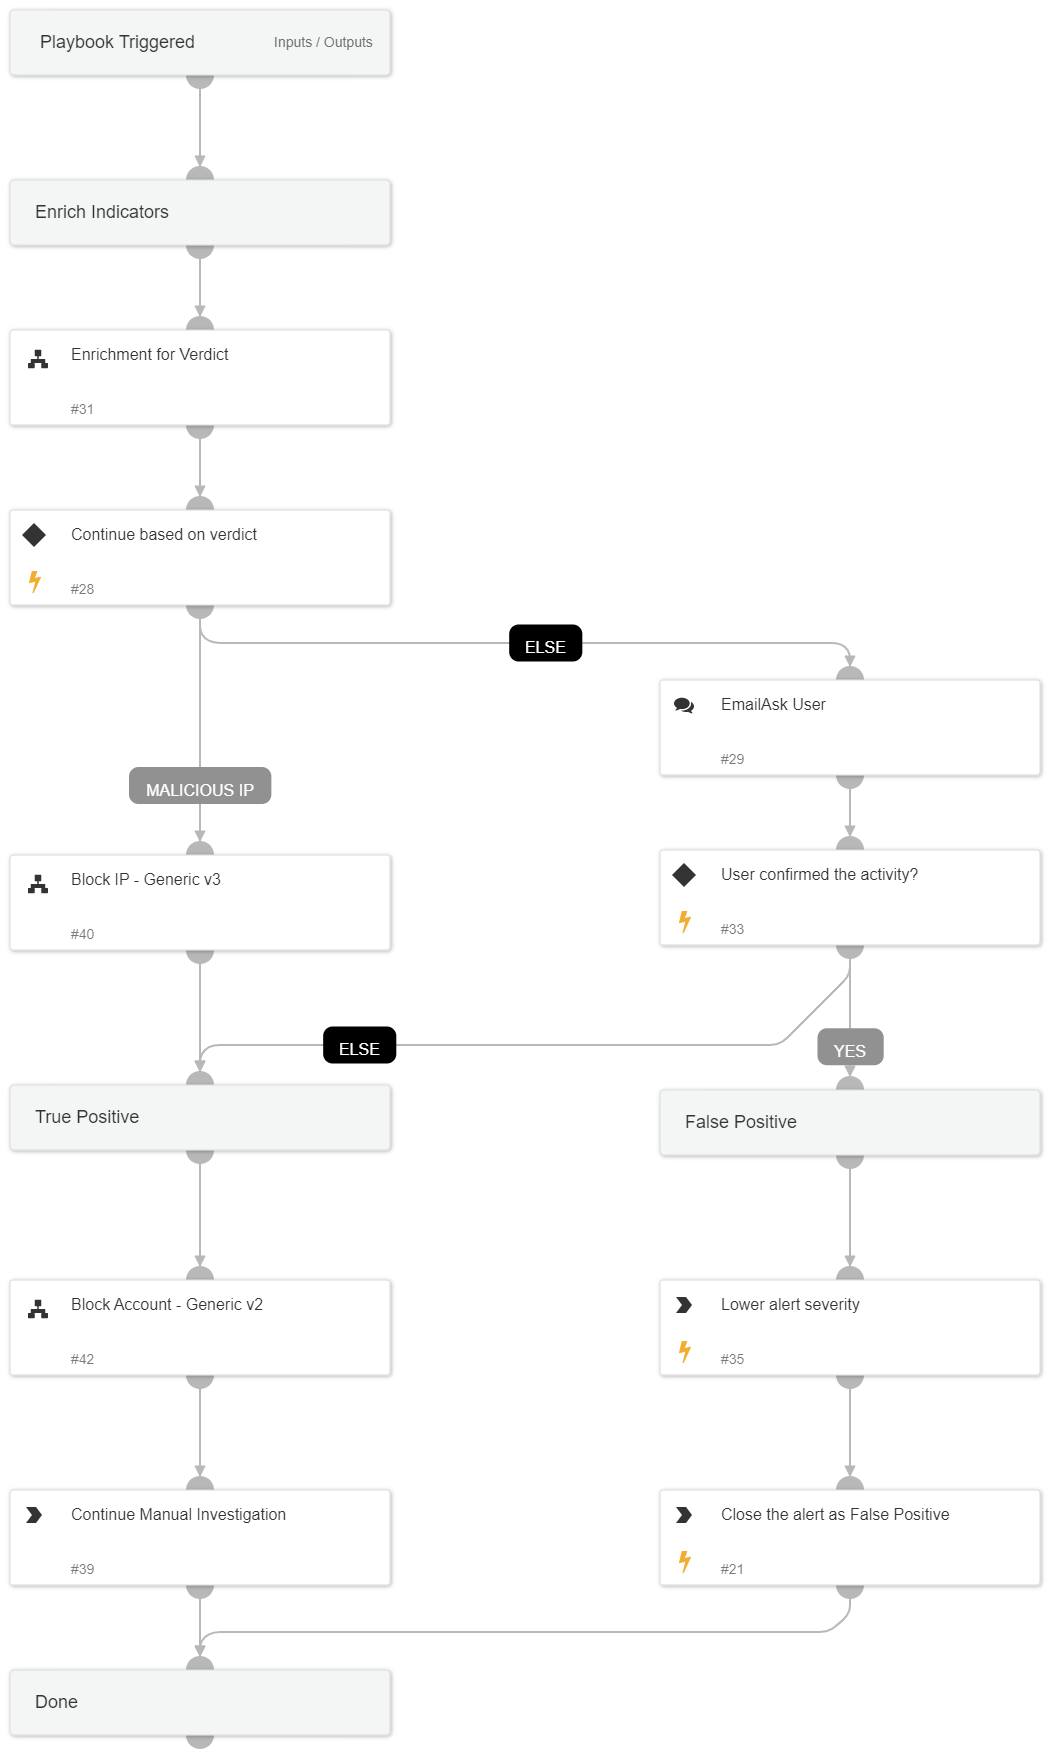 Playbook Triggered
Inputs / Outputs
Enrich Indicators
Enrichment for Verdict
#31
Continue based on verdict
#28
ELSE
EmailAsk User
#29
MALICIOUS IP
Block IP - Generic v3
#40
User confirmed the activity?
#33
ELSE
YES
True Positive
False Positive
Block Account - Generic v2
#42
Lower alert severity
#35
Continue Manual Investigation
#39
Close the alert as False Positive
#21
Done